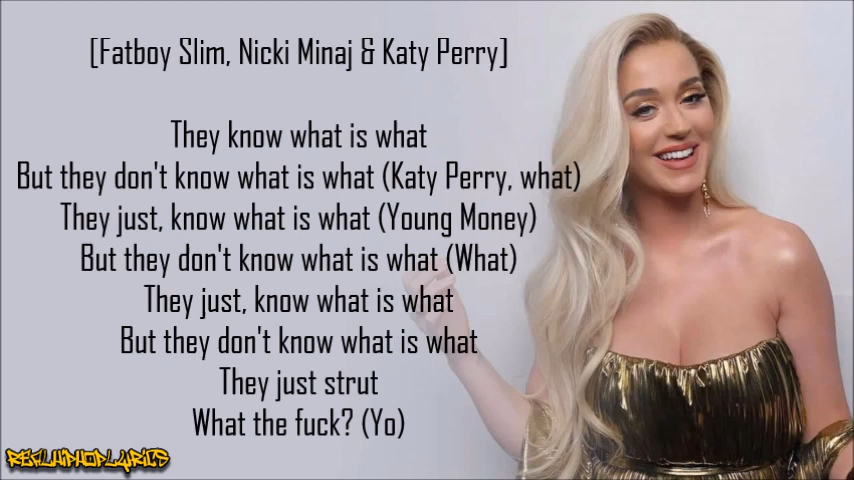 [Fatboy Slim, Nicki Minaj & Katy Perry]
They know what is what
But they don't know what is what (Katy Perry, what)
They just, know what is what (Young Money)
But they don't know what is what (What)
They just, know what is what
But they don't know what is what
They just strut
What the fuck? (Yo)
REALHIPHOPLYRICS